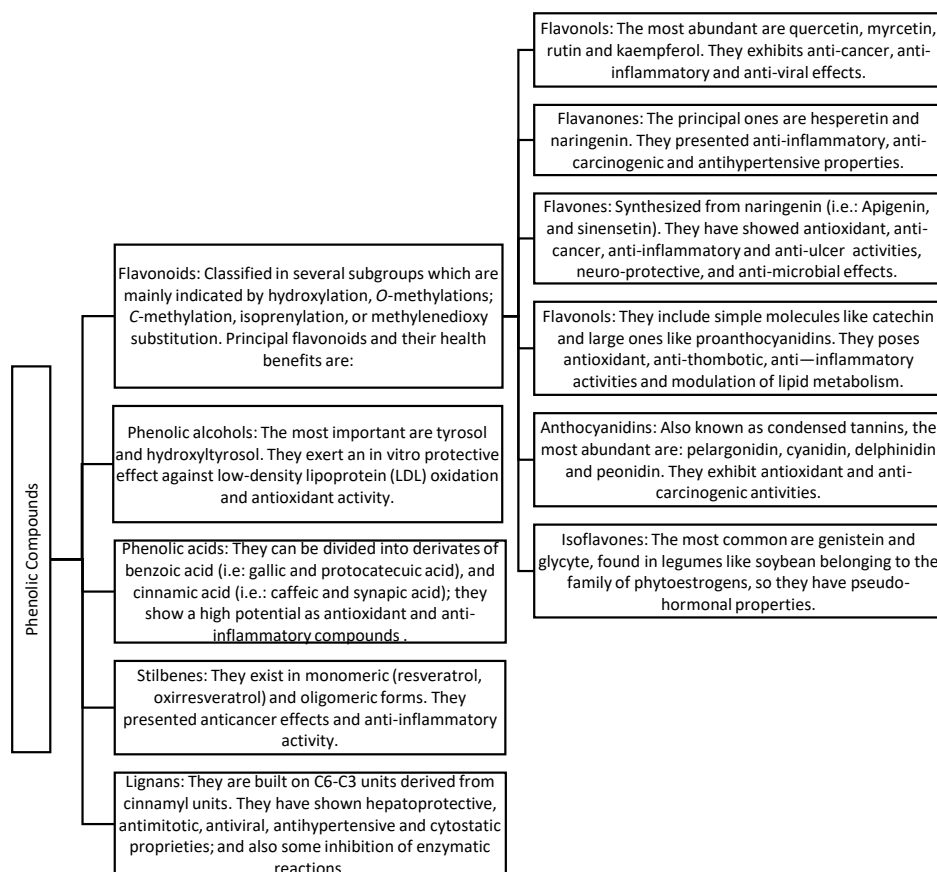 Phenolic Compounds
Flavonoids: Classified in several subgroups which are
mainly indicated by hydroxylation, O-methylations;
C-methylation, isoprenylation, or methylenedioxy
substitution. Principal flavonoids and their health
benefits are:
Phenolic alcohols: The most important are tyrosol
and hydroxyltyrosol. They exert an in vitro protective
effect against low-density lipoprotein (LDL) oxidation
and antioxidant activity.
Phenolic acids: They can be divided into derivates of
benzoic acid (i.e: gallic and protocatecuic acid), and
cinnamic acid (i.e.: caffeic and synapic acid); they
show a high potential as antioxidant and anti-
inflammatory compounds .
Stilbenes: They exist in monomeric (resveratrol,
oxirresveratrol) and oligomeric forms. They
presented anticancer effects and anti-inflammatory
activity.
Lignans: They are built on C6-C3 units derived from
cinnamyl units. They have shown hepatoprotective,
antimitotic, antiviral, antihypertensive and cytostatic
proprieties; and also some inhibition of enzymatic
reactions.
Flavonols: The most abundant are quercetin, myrcetin,
rutin and kaempferol. They exhibits anti-cancer, anti-
inflammatory and anti-viral effects.
Flavanones: The principal ones are hesperetin and
naringenin. They presented anti-inflammatory, anti-
carcinogenic and antihypertensive properties.
Flavones: Synthesized from naringenin (i.e.: Apigenin,
and sinensetin). They have showed antioxidant, anti-
cancer, anti-inflammatory and anti-ulcer activities,
neuro-protective, and anti-microbial effects.
Flavonols: They include simple molecules like catechin
and large ones like proanthocyanidins. They poses
antioxidant, anti-thombotic, anti—inflammatory
activities and modulation of lipid metabolism.
Anthocyanidins: Also known as condensed tannins, the
most abundant are: pelargonidin, cyanidin, delphinidin
and peonidin. They exhibit antioxidant and anti-
carcinogenic antivities.
Isoflavones: The most common are genistein and
glycyte, found in legumes like soybean belonging to the
family of phytoestrogens, so they have pseudo-
hormonal properties.